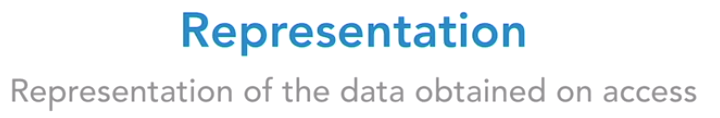 Representation
Representation of the data obtained on access